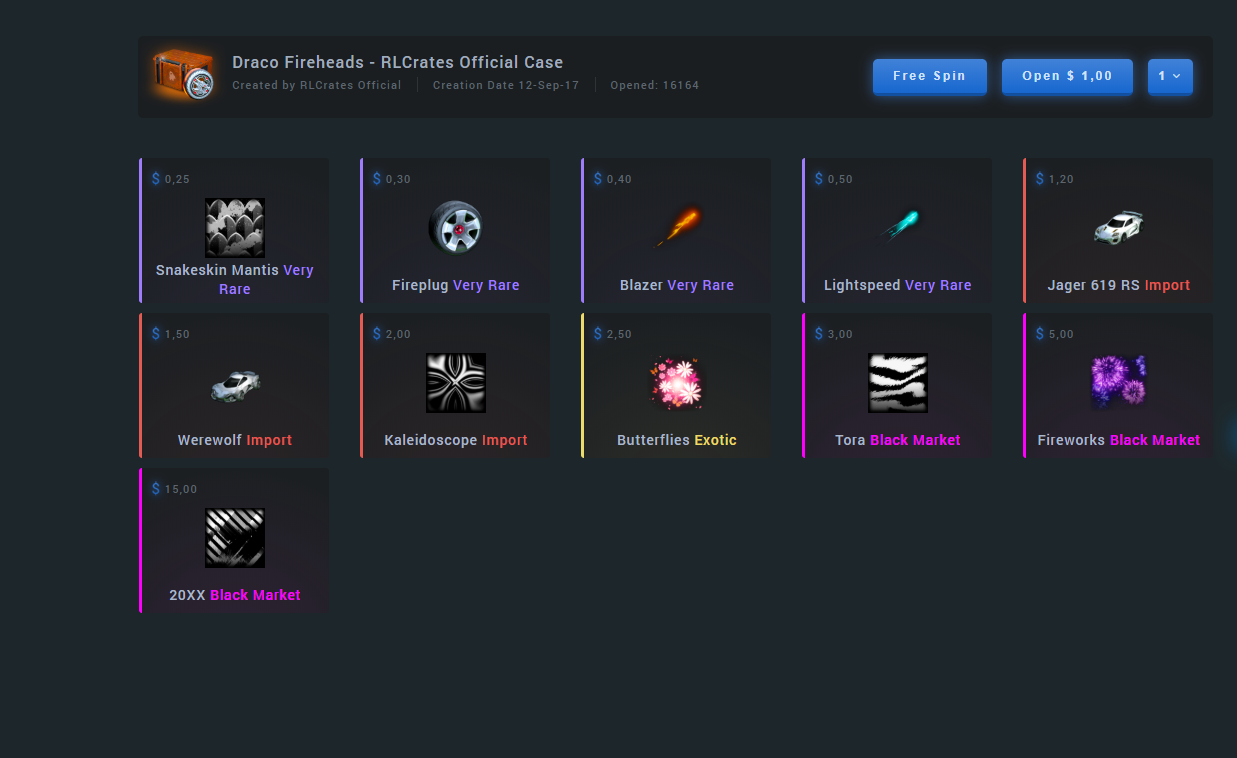 Draco Fireheads - RLCrates Official Case
Created by RLCrates Official Creation Date 12-Sep-17 Opened: 16164
Free Spin
Open $ 1,00
1
$ 0,25
Snakeskin Mantis Very
Rare
$ 0,30
Fireplug Very Rare
$ 0,40
Blazer Very Rare
$ 0,50
Lightspeed Very Rare
$ 1,20
Jager 619 RS Import
$ 1,50
Werewolf Import
$ 2,00
Kaleidoscope Import
$ 2,50
Butterflies Exotic
$ 3,00
Tora Black Market
$ 5,00
Fireworks Black Market
$ 15,00
20XX Black Market